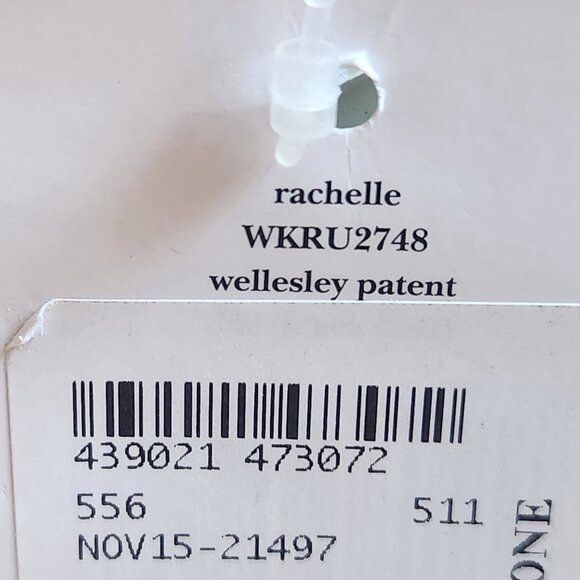 rachelle
WKRU2748
wellesley patent
439021 473072
556 511
NOV15-21497
ONE